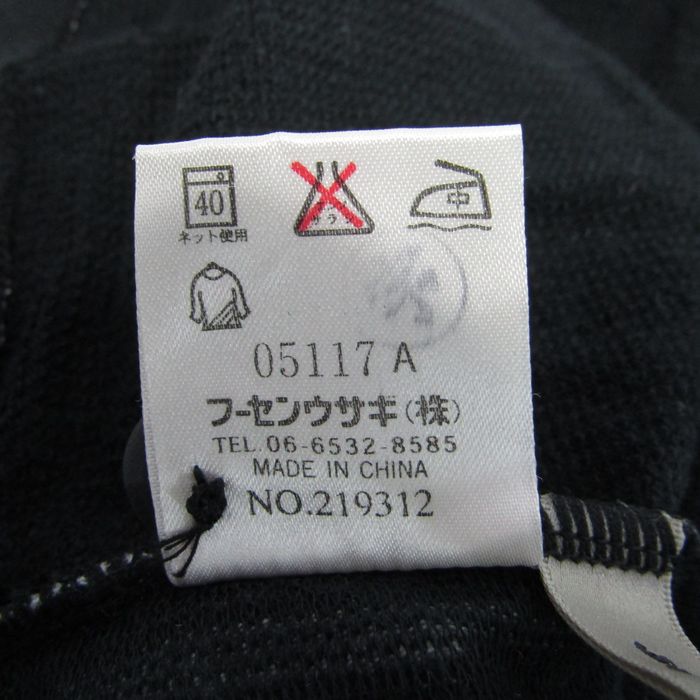 40
ネット使用
中
05117 A
フーセンウサギ(株)
TEL.06-6532-8585
MADE IN CHINA
NO.219312